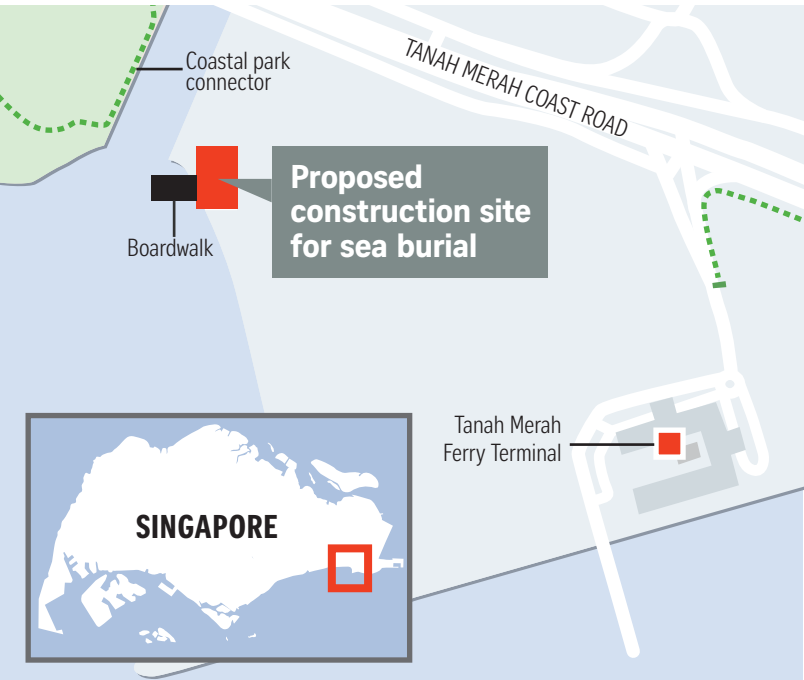 Coastal park
connector
TANAH MERAH COAST ROAD
Proposed
construction site
for sea burial
Boardwalk
Tanah Merah
Ferry Terminal
SINGAPORE